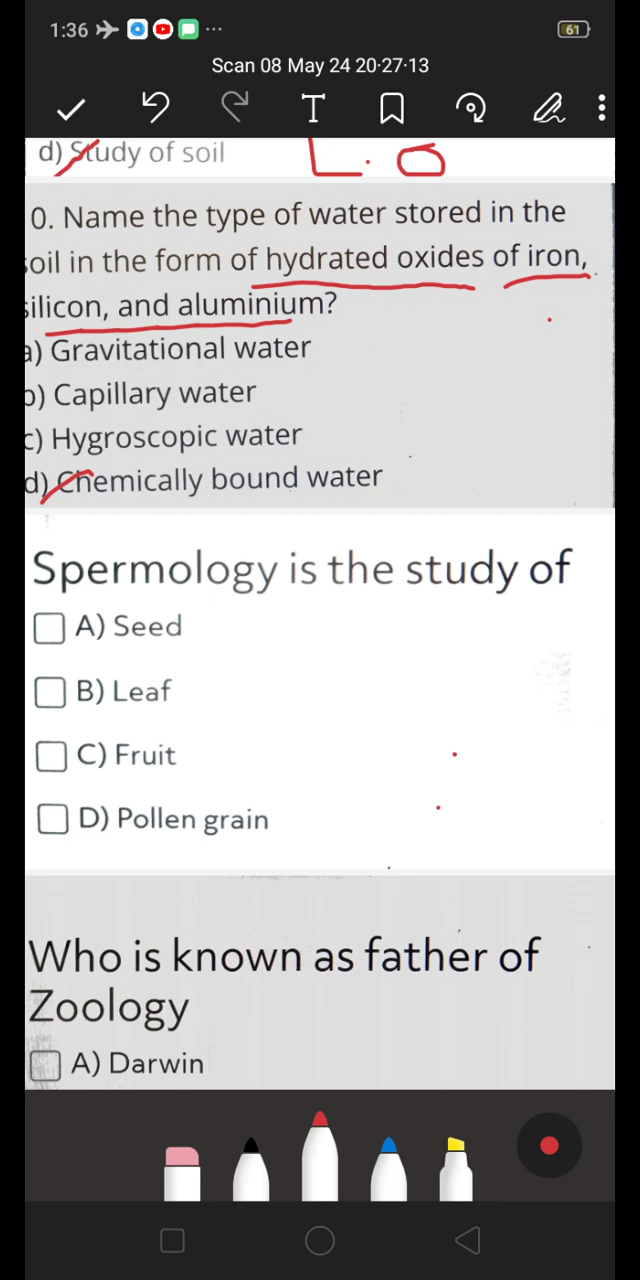 1:36 ... 61
Scan 08 May 24 20-27-13
T
d) Study of soil L. O
0. Name the type of water stored in the
soil in the form of hydrated oxides of iron,
silicon, and aluminium?
a) Gravitational water
b) Capillary water
c) Hygroscopic water
d) Chemically bound water
Spermology is the study of
A) Seed
B) Leaf
C) Fruit
D) Pollen grain
Who is known as father of
Zoology
A) Darwin